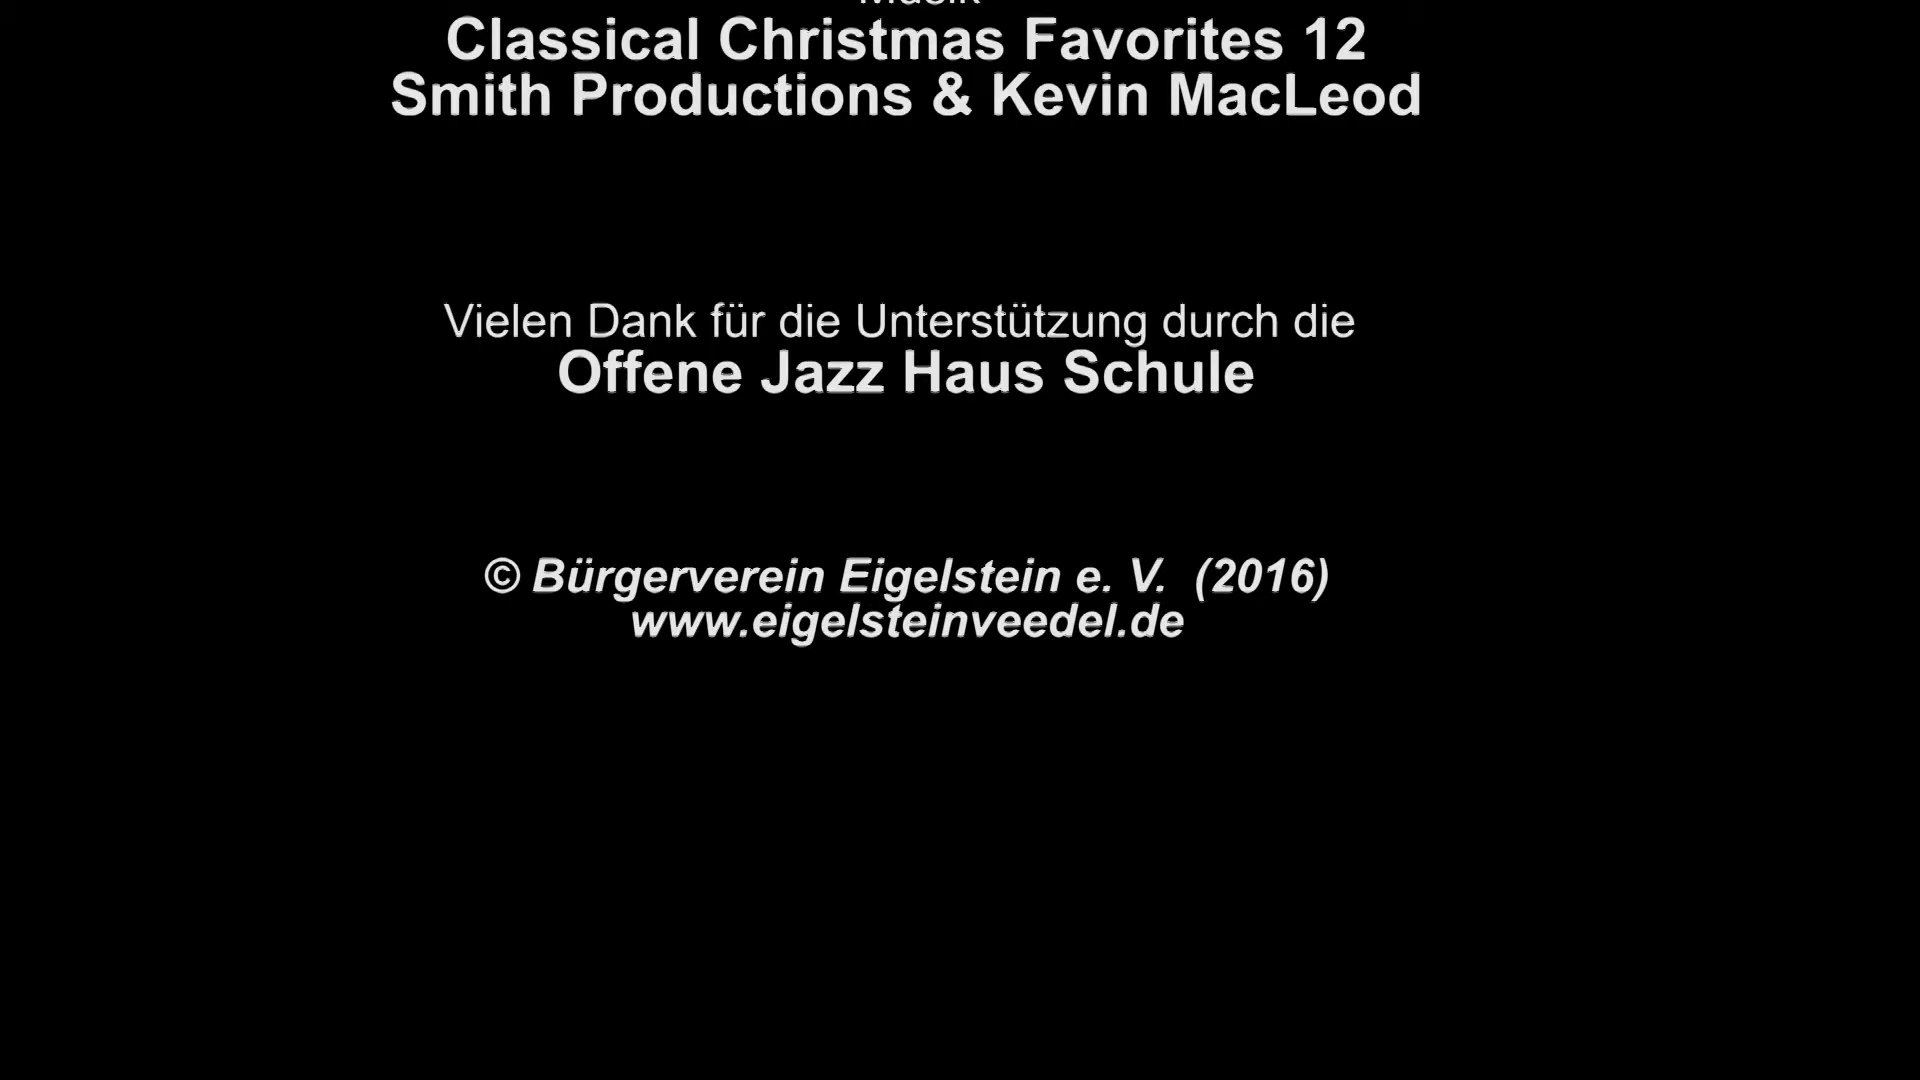 Musik
Classical Christmas Favorites 12
Smith Productions & Kevin MacLeod
Vielen Dank für die Unterstützung durch die
Offene Jazz Haus Schule
© Bürgerverein Eigelstein e. V. (2016)
www.eigelsteinveedel.de